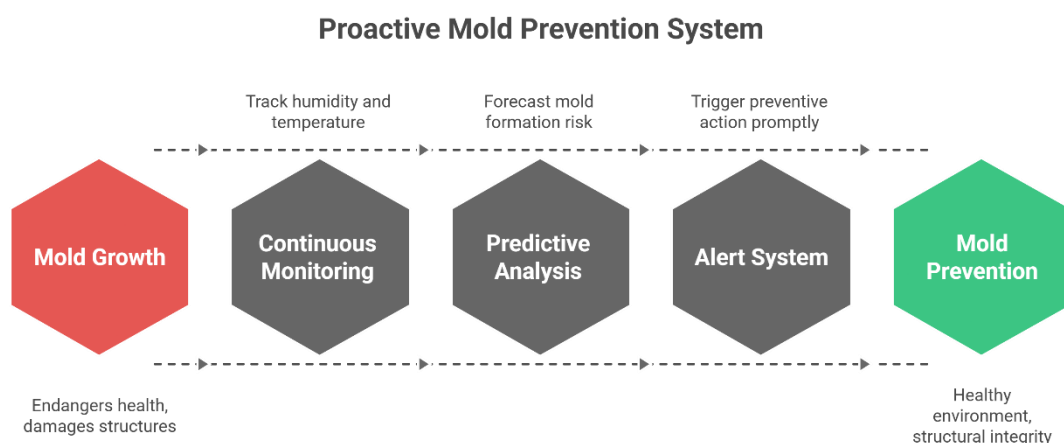 Proactive Mold Prevention System
Track humidity and
temperature
Forecast mold
formation risk
Trigger preventive
action promptly
Mold Growth
Continuous
Monitoring
Predictive
Analysis
Alert System
Mold
Prevention
Endangers health,
damages structures
Healthy
environment,
structural integrity